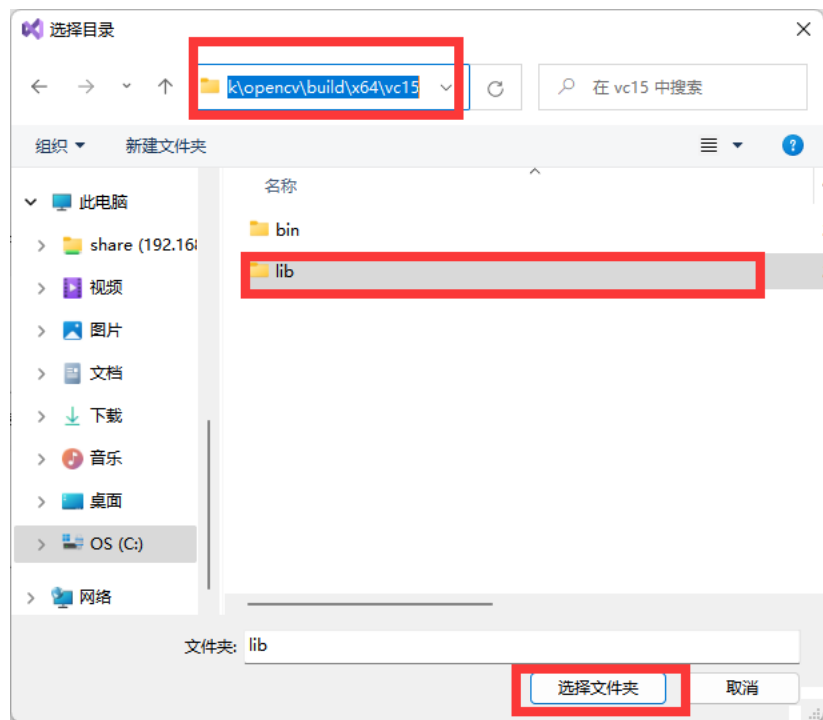 选择目录
k\opencv\build\x64\vc15
在 vc15 中搜索
组织
新建文件夹
名称
此电脑
share (192.16
视频
图片
文档
下载
音乐
桌面
OS (C:)
网络
bin
lib
文件夹: lib
选择文件夹
取消